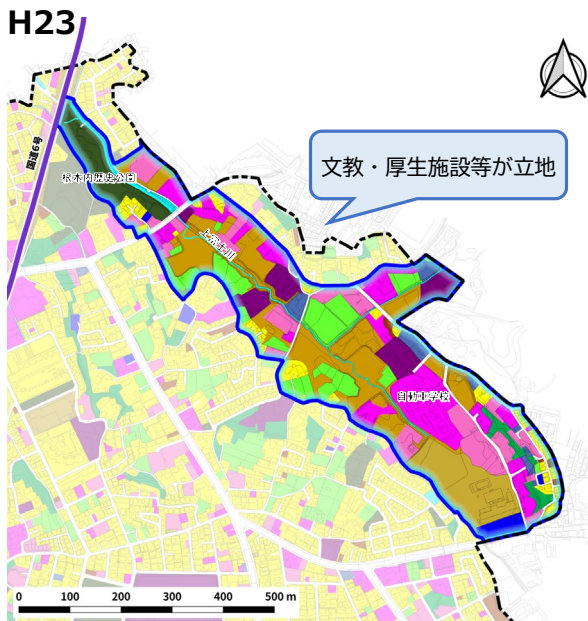 H23
国道6号
文教・厚生施設等が立地
根木内歴史公園
上富士川
自動車学校
0 100 200 300 400 500 m